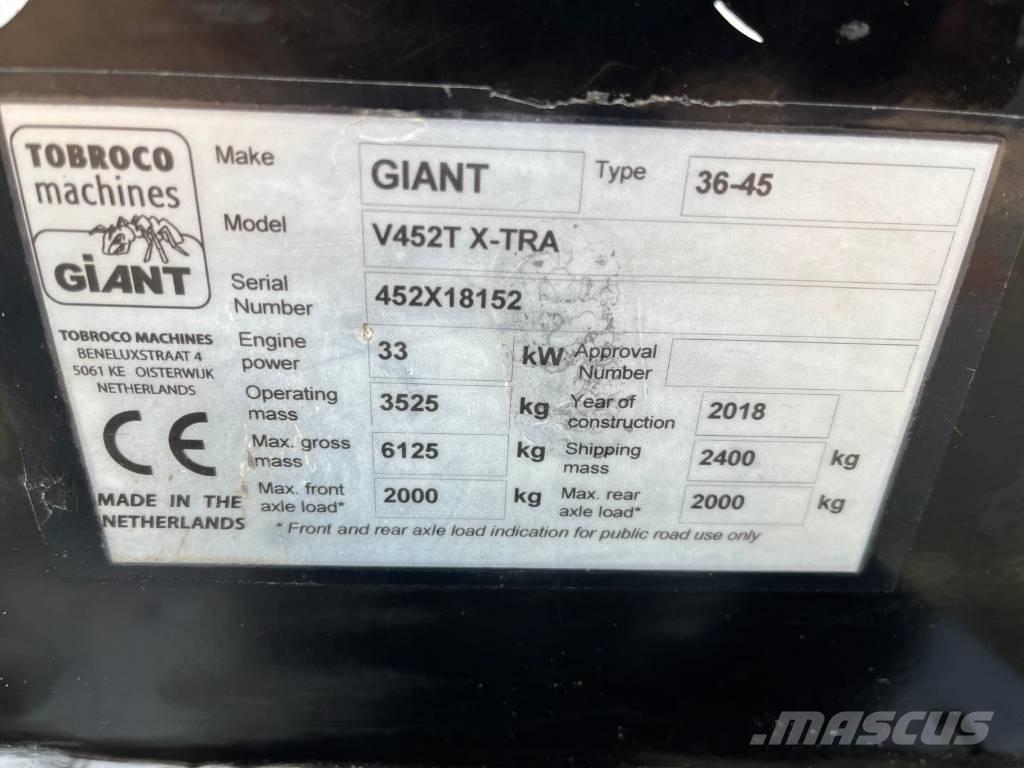 TOBROCO
machines
GiANT
TOBROCO MACHINES
BENELUXSTRAAT 4
5061 KE OISTERWIJK
NETHERLANDS
CE
MADE IN THE
NETHERLANDS
Make GIANT Type 36-45
Model V452T X-TRA
Serial Number 452X18152
Engine power 33 kW Approval Number
Operating mass 3525 kg Year of construction 2018
Max. gross mass 6125 kg Shipping mass 2400 kg
Max. front axle load* 2000 kg Max. rear axle load* 2000 kg
* Front and rear axle load indication for public road use only
MASCUS